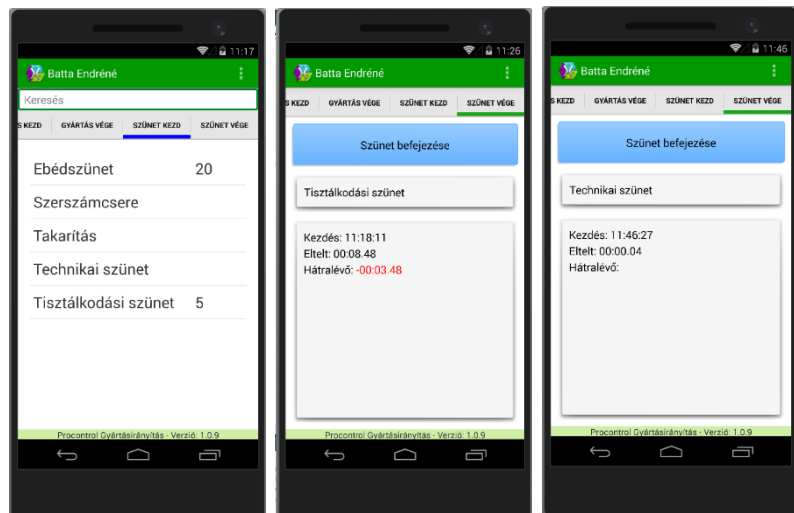 11:17
Batta Endréné
Keresés
S KEZD GYÁRTÁS VÉGE SZÜNET KEZD SZÜNET VÉGE
Ebédszünet 20
Szerszámcsere
Takarítás
Technikai szünet
Tisztálkodási szünet 5
Procontrol Gyártásirányítás - Verzió: 1.0.9
11:26
Batta Endréné
S KEZD GYÁRTÁS VÉGE SZÜNET KEZD SZÜNET VÉGE
Szünet befejezése
Tisztálkodási szünet
Kezdés: 11:18:11
Eltelt: 00:08.48
Hátralévő: -00:03.48
Procontrol Gyártásirányítás - Verzió: 1.0.9
11:46
Batta Endréné
S KEZD GYÁRTÁS VÉGE SZÜNET KEZD SZÜNET VÉGE
Szünet befejezése
Technikai szünet
Kezdés: 11:46:27
Eltelt: 00:00.04
Hátralévő:
Procontrol Gyártásirányítás - Verzió: 1.0.9